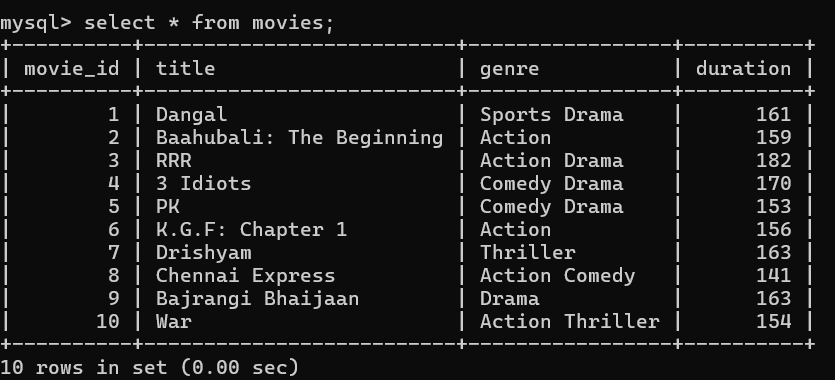 mysql> select * from movies;
+----------+---------------------------+----------------+----------+
| movie_id | title                     | genre          | duration |
+----------+---------------------------+----------------+----------+
|        1 | Dangal                    | Sports Drama   |      161 |
|        2 | Baahubali: The Beginning  | Action         |      159 |
|        3 | RRR                       | Action Drama   |      182 |
|        4 | 3 Idiots                  | Comedy Drama   |      170 |
|        5 | PK                        | Comedy Drama   |      153 |
|        6 | K.G.F: Chapter 1          | Action         |      156 |
|        7 | Drishyam                  | Thriller       |      163 |
|        8 | Chennai Express           | Action Comedy  |      141 |
|        9 | Bajrangi Bhaijaan         | Drama          |      163 |
|       10 | War                       | Action Thriller |      154 |
+----------+---------------------------+----------------+----------+
10 rows in set (0.00 sec)